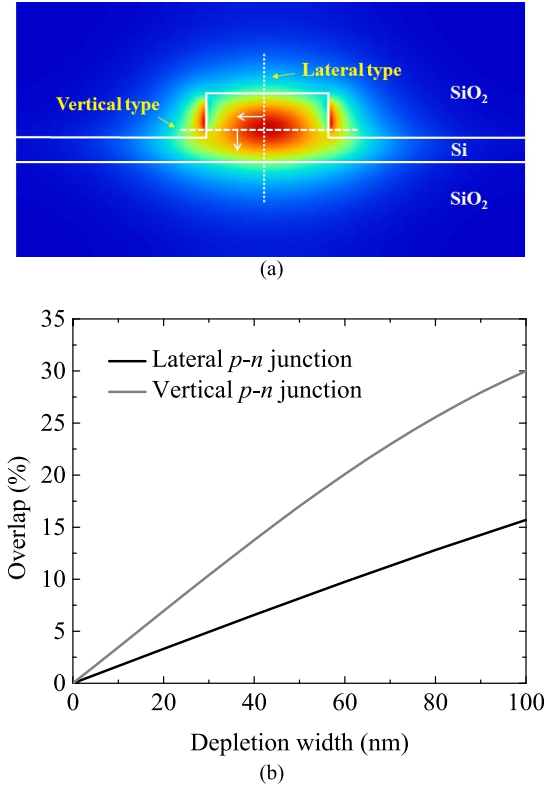 Lateral type
Vertical type
SiO2
Si
SiO2
(a)
35
30
25
20
15
10
5
0
Overlap (%)
Lateral p-n junction
Vertical p-n junction
0 20 40 60 80 100
Depletion width (nm)
(b)